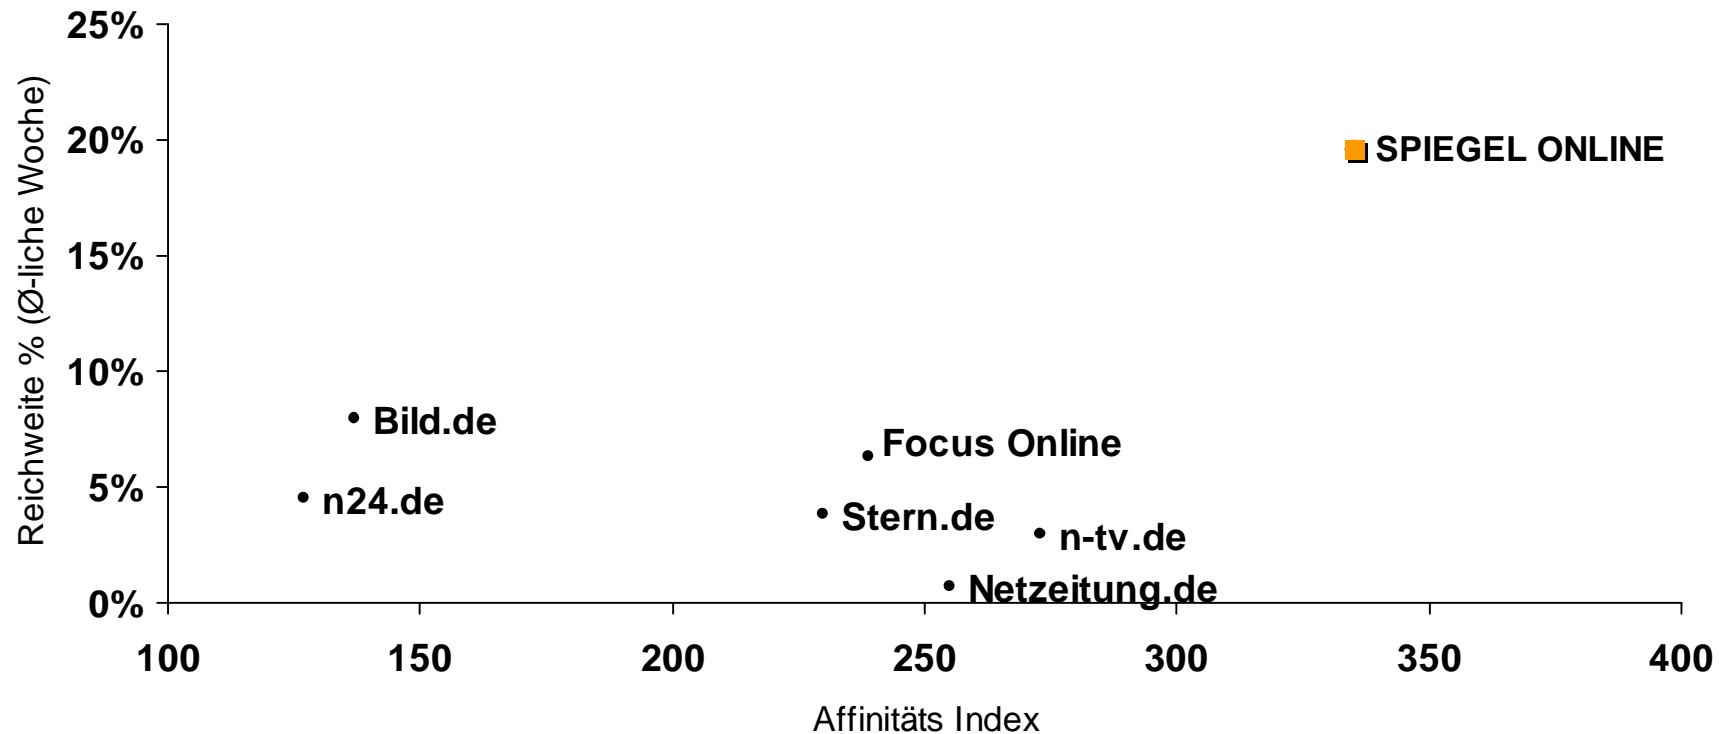 25%
20%
15%
10%
5%
0%
Reichweite % (Ø-liche Woche)
SPIEGEL ONLINE
Bild.de
Focus Online
n24.de
Stern.de
n-tv.de
Netzeitung.de
100 150 200 250 300 350 400
Affinitäts Index